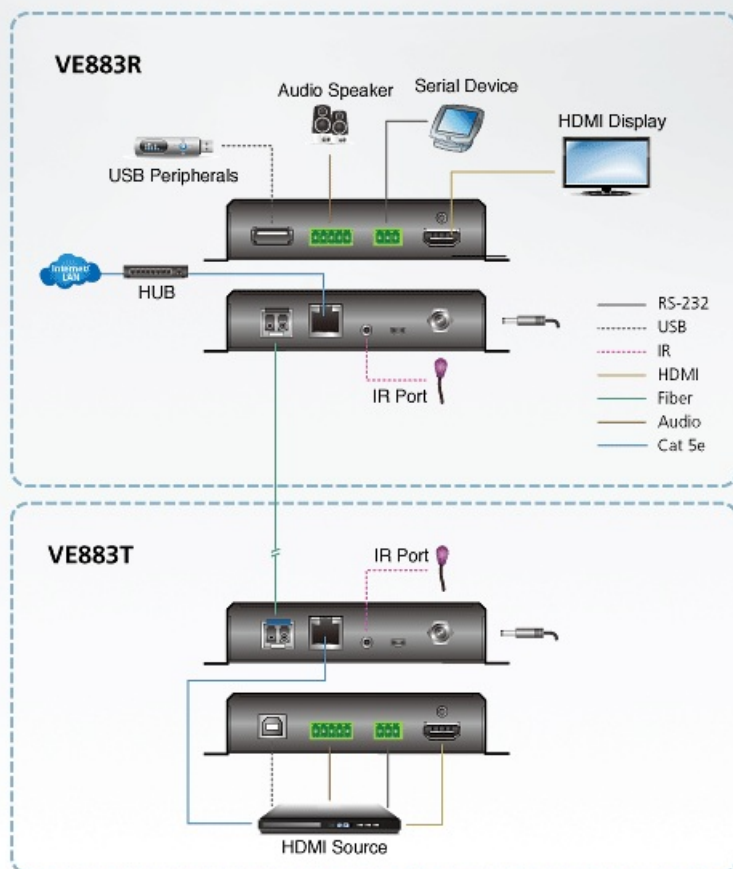 VE883R
Audio Speaker
Serial Device
HDMI Display
USB Peripherals
Internet/
LAN
HUB
IR Port
RS-232
USB
IR
HDMI
Fiber
Audio
Cat 5e
VE883T
IR Port
HDMI Source